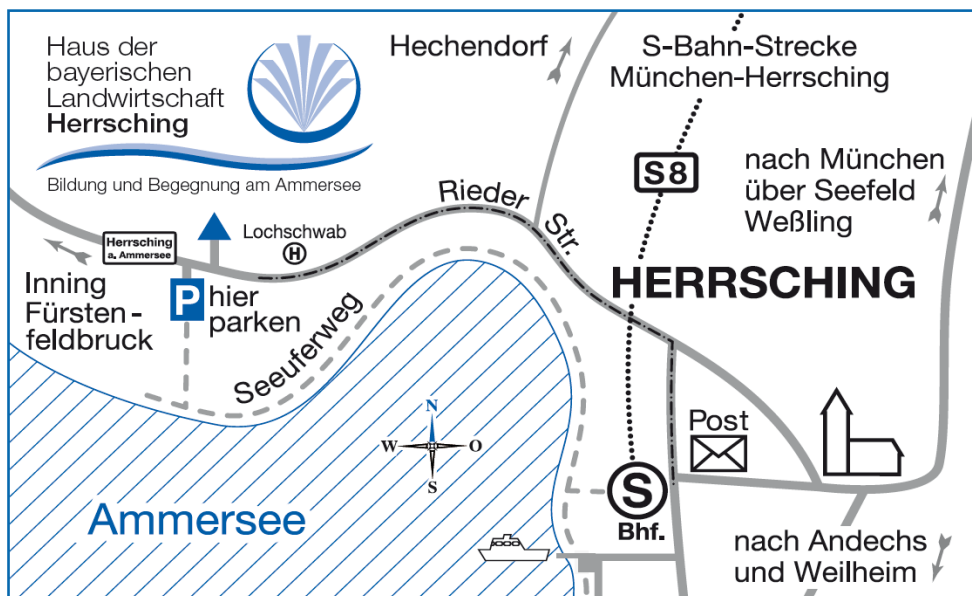 Haus der
bayerischen
Landwirtschaft
Herrsching
Bildung und Begegnung am Ammersee
Hechendorf
S-Bahn-Strecke
München-Herrsching
S8
nach München
über Seefeld
Weßling
Rieder Str.
Lochschwab
H
Herrsching
a. Ammersee
Inning
Fürsten-
feldbruck
P hier
parken
Seeuferweg
HERRSCHING
N
W O
S
Post
S
Bhf.
Ammersee
nach Andechs
und Weilheim